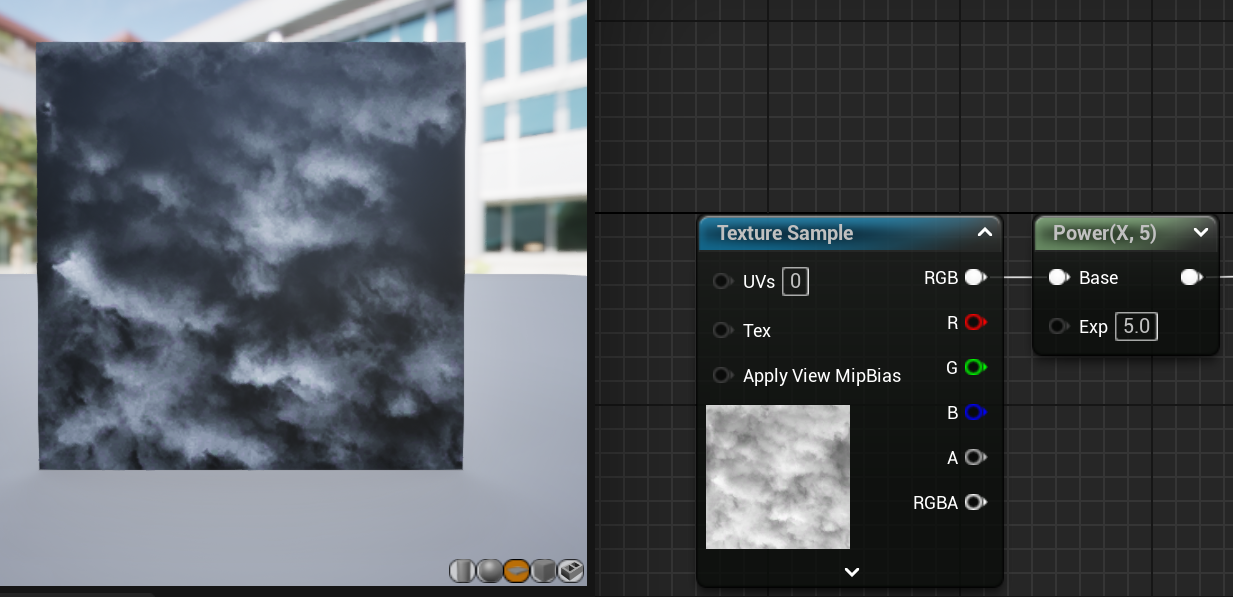 Texture Sample
UVs 0
Tex
Apply View MipBias
RGB
R
G
B
A
RGBA
Power(X, 5)
Base
Exp 5.0